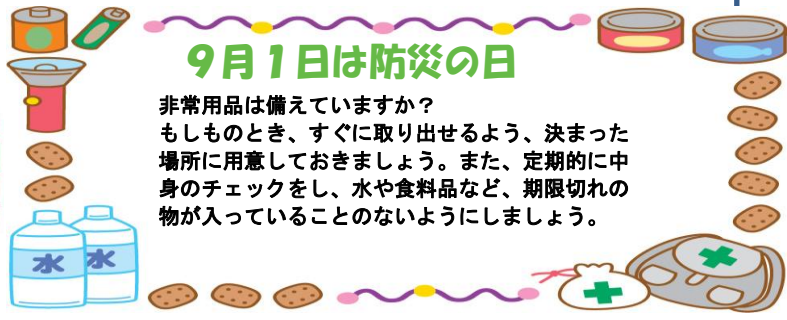 ９月１日は防災の日
非常用品は備えていますか？
もしものとき、すぐに取り出せるよう、決まった
場所に用意しておきましょう。また、定期的に中
身のチェックをし、水や食料品など、期限切れの
物が入っていることのないようにしましょう。
水
水